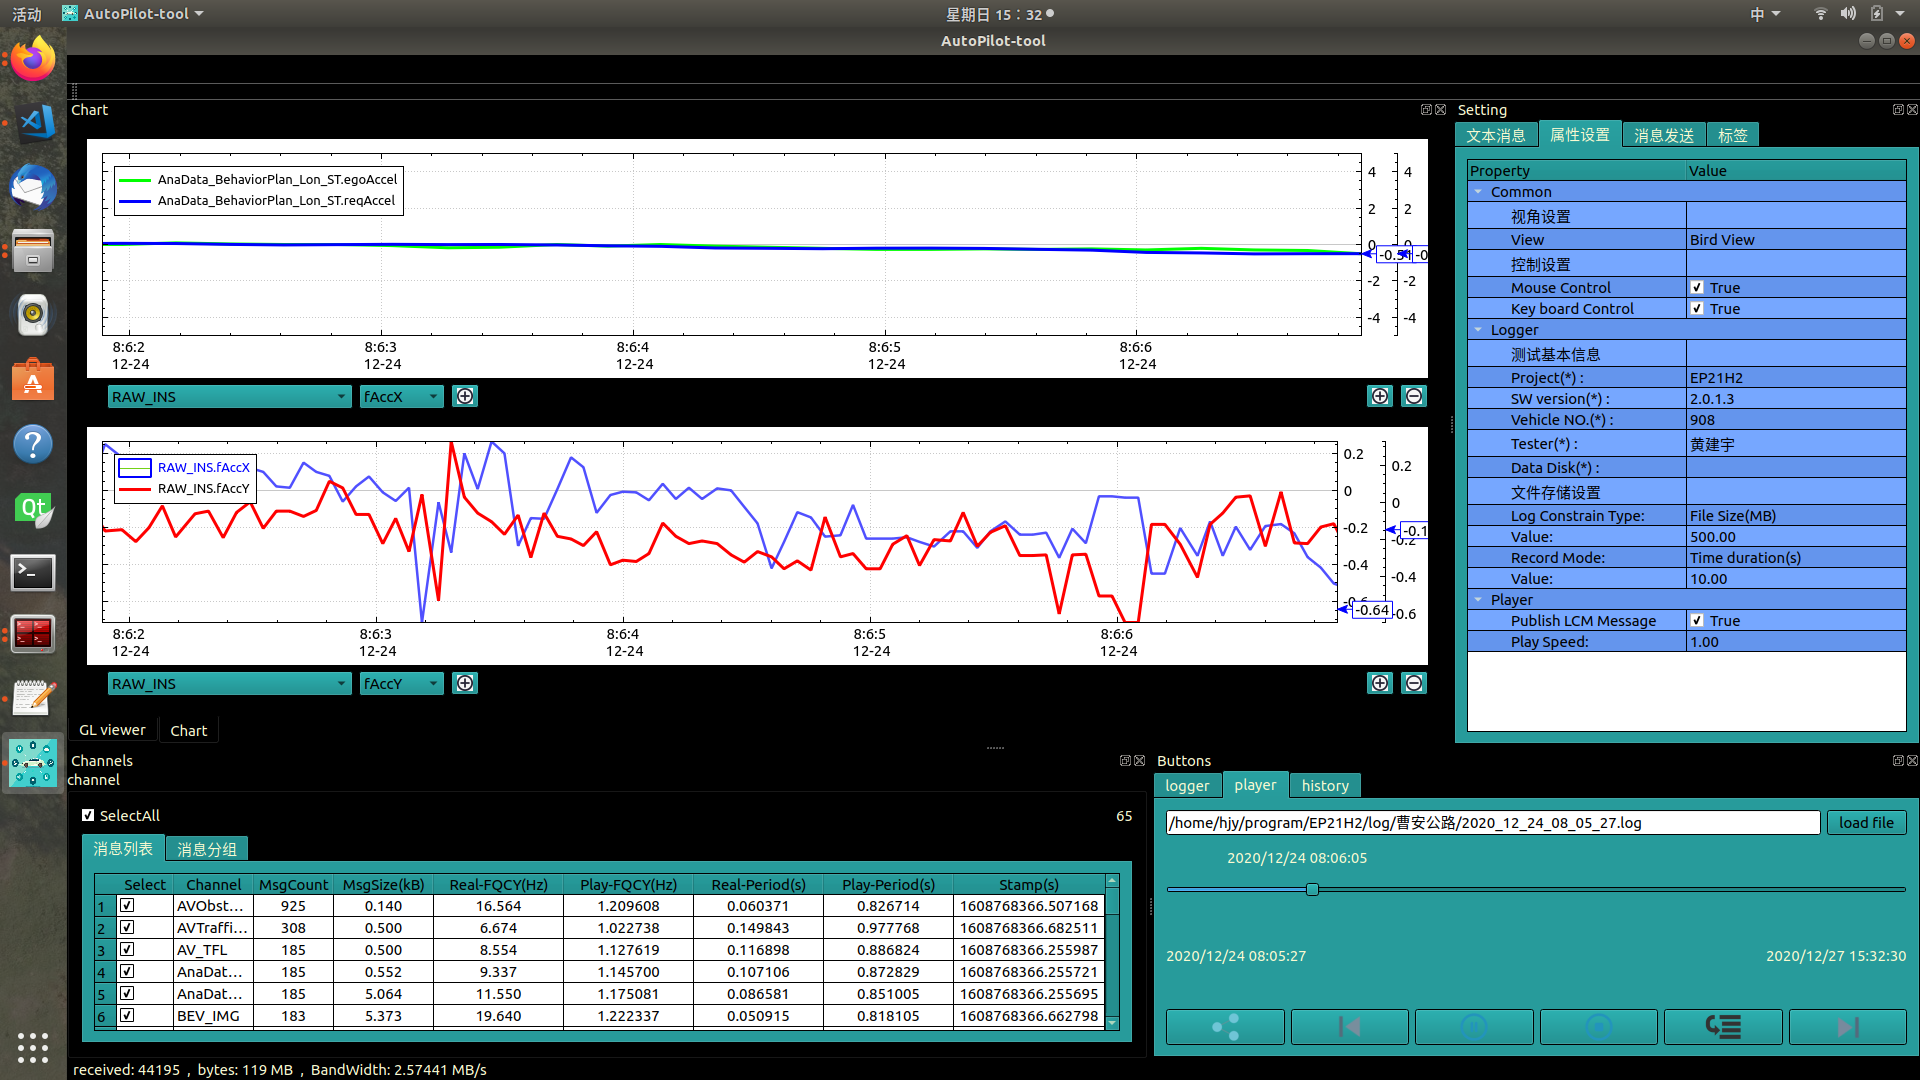 活动 AutoPilot-tool 星期日 15：32 中
AutoPilot-tool
Chart
AnaData_BehaviorPlan_Lon_ST.egoAccel
AnaData_BehaviorPlan_Lon_ST.reqAccel
4 4
2 2
0 0
-2 -2
-4 -4
8:6:2 8:6:3 8:6:4 8:6:5 8:6:6
12-24 12-24 12-24 12-24 12-24
RAW_INS fAccX
RAW_INS.fAccX
RAW_INS.fAccY
0.2 0.2
0 0
-0.2 -0.1
-0.4 -0.4
-0.64 -0.6
8:6:2 8:6:3 8:6:4 8:6:5 8:6:6
12-24 12-24 12-24 12-24 12-24
RAW_INS fAccY
GL viewer Chart
Setting
文本消息 属性设置 消息发送 标签
Property Value
Common
视角设置
View Bird View
控制设置
Mouse Control True
Key board Control True
Logger
测试基本信息
Project(*) : EP21H2
SW version(*) : 2.0.1.3
Vehicle NO.(*) : 908
Tester(*) : 黄建宇
Data Disk(*) :
文件存储设置
Log Constrain Type: File Size(MB)
Value: 500.00
Record Mode: Time duration(s)
Value: 10.00
Player
Publish LCM Message True
Play Speed: 1.00
Channels
channel
SelectAll 65
消息列表 消息分组
Select Channel MsgCount MsgSize(kB) Real-FQCY(Hz) Play-FQCY(Hz) Real-Period(s) Play-Period(s) Stamp(s)
1 AVObst... 925 0.140 16.564 1.209608 0.060371 0.826714 1608768366.507168
2 AVTraffi... 308 0.500 6.674 1.022738 0.149843 0.977768 1608768366.682511
3 AV_TFL 185 0.500 8.554 1.127619 0.116898 0.886824 1608768366.255987
4 AnaDat... 185 0.552 9.337 1.145700 0.107106 0.872829 1608768366.255721
5 AnaDat... 185 5.064 11.550 1.175081 0.086581 0.851005 1608768366.255695
6 BEV_IMG 183 5.373 19.640 1.222337 0.050915 0.818105 1608768366.662798
received: 44195 , bytes: 119 MB , BandWidth: 2.57441 MB/s
Buttons
logger player history
/home/hjy/program/EP21H2/log/曹安公路/2020_12_24_08_05_27.log load file
2020/12/24 08:06:05
2020/12/24 08:05:27 2020/12/27 15:32:30